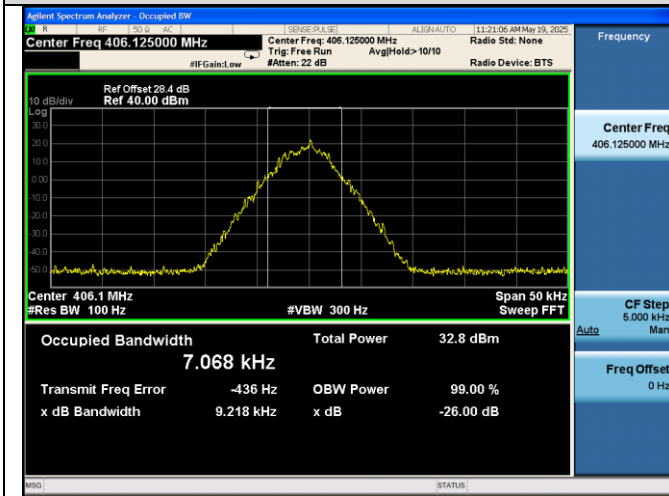 Agilent Spectrum Analyzer - Occupied BW
R RF 50 Ω AC SENSE:PULSE ALIGNAUTO 11:21:06 AM May 19, 2025
Center Freq 406.125000 MHz Center Freq: 406.125000 MHz Radio Std: None
Trig: Free Run Avg|Hold:>10/10
#IFGain:Low #Atten: 22 dB Radio Device: BTS
Ref Offset 28.4 dB
10 dB/div Ref 40.00 dBm
Log
30.0
20.0
10.0
0.00
-10.0
-20.0
-30.0
-40.0
-50.0
Center 406.1 MHz Span 50 kHz
#Res BW 100 Hz #VBW 300 Hz Sweep FFT
Occupied Bandwidth Total Power 32.8 dBm
7.068 kHz
Transmit Freq Error -436 Hz OBW Power 99.00 %
x dB Bandwidth 9.218 kHz x dB -26.00 dB
MSG STATUS
Frequency
Center Freq
406.125000 MHz
CF Step
5.000 kHz
Auto Man
Freq Offset
0 Hz